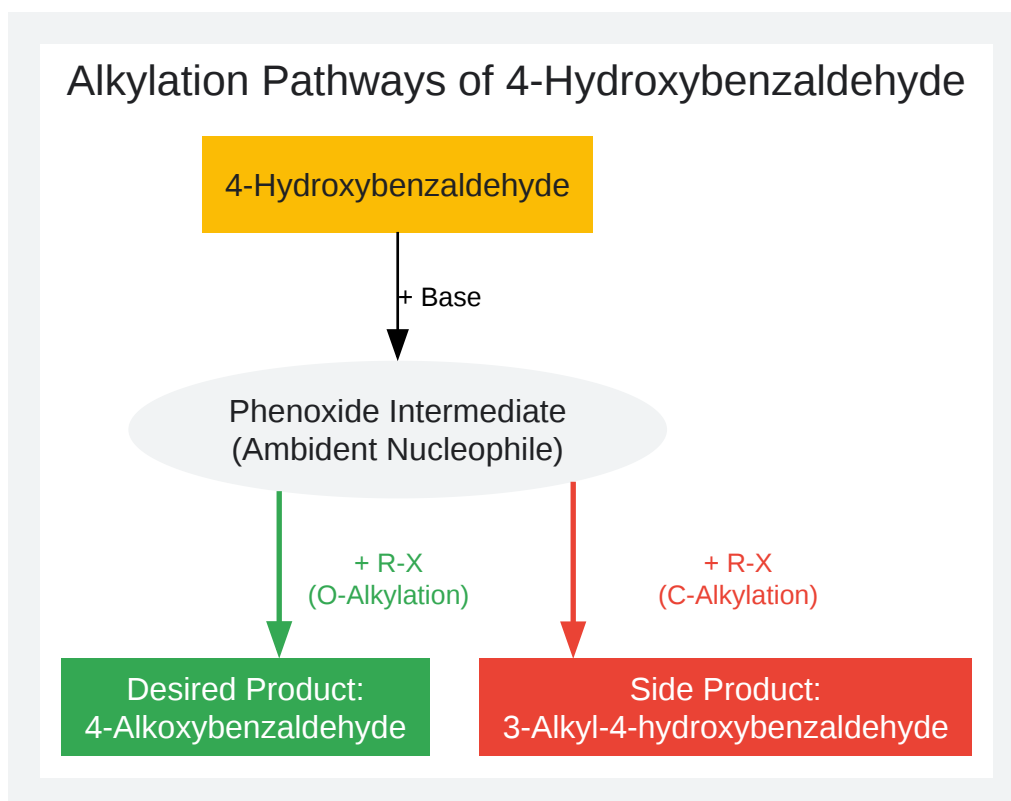 Alkylation Pathways of 4-Hydroxybenzaldehyde
4-Hydroxybenzaldehyde
+ Base
Phenoxide Intermediate
(Ambident Nucleophile)
+ R-X
(O-Alkylation)
+ R-X
(C-Alkylation)
Desired Product:
4-Alkoxybenzaldehyde
Side Product:
3-Alkyl-4-hydroxybenzaldehyde